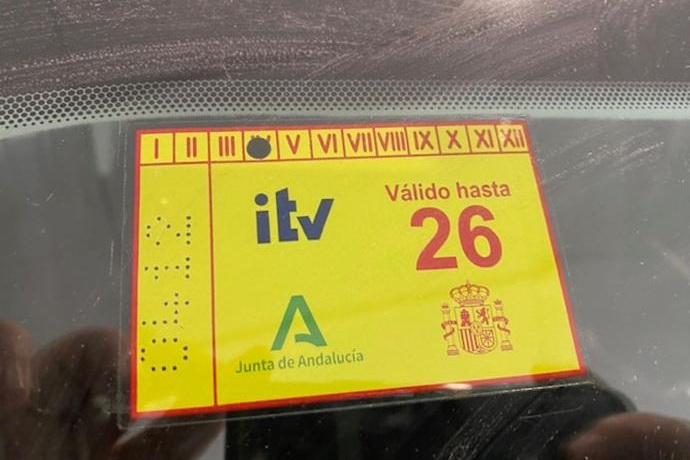 I II III IV V VI VII VIII IX X XI XII
itv
Válido hasta
26
Junta de Andalucía